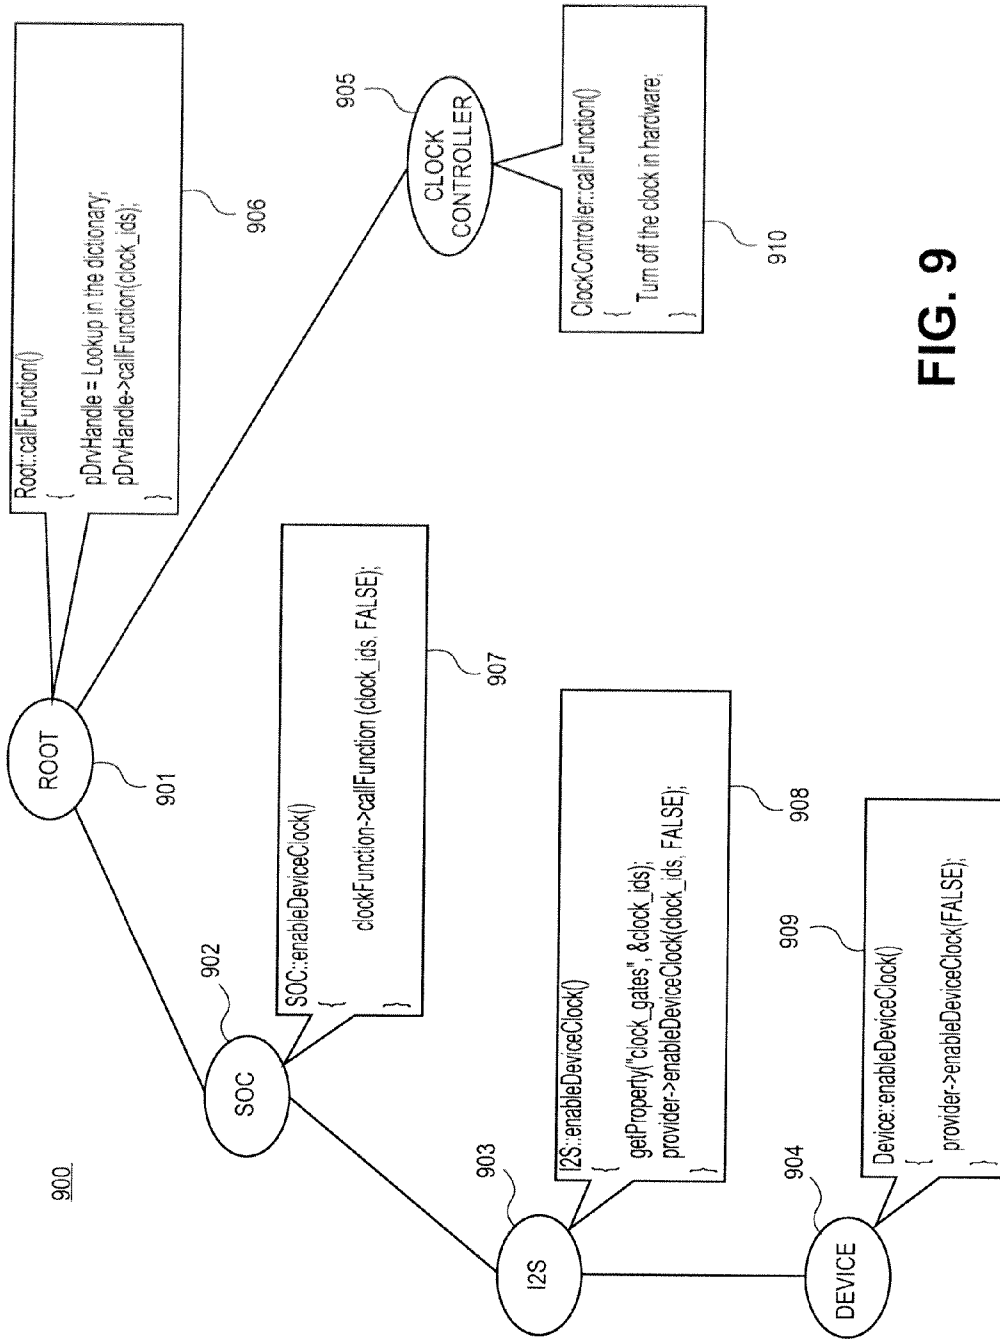 900
ROOT
901
Root::callFunction()
{
pDrvHandle = Lookup in the dictionary;
pDrvHandle->callFunction(clock_ids);
}
906
SOC
902
SOC::enableDeviceClock()
{
clockFunction->callFunction (clock_ids, FALSE);
}
907
CLOCK
CONTROLLER
905
ClockController::callFunction()
{
Turn off the clock in hardware;
}
910
I2S
903
I2S::enableDeviceClock()
{
getProperty("clock_gates", &clock_ids);
provider->enableDeviceClock(clock_ids, FALSE);
}
908
DEVICE
904
Device::enableDeviceClock()
{
provider->enableDeviceClock(FALSE);
909
FIG. 9